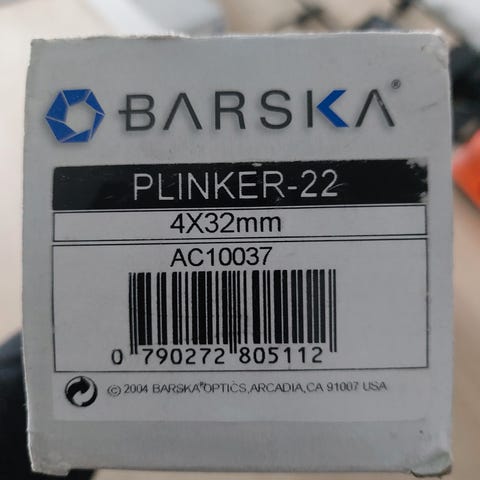 BARSKA®
PLINKER-22
4X32mm
AC10037
0 790272 805112
© 2004 BARSKA®OPTICS,ARCADIA,CA 91007 USA